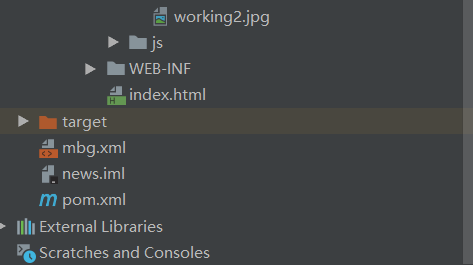 working2.jpg
js
WEB-INF
index.html
target
mbg.xml
news.iml
pom.xml
External Libraries
Scratches and Consoles